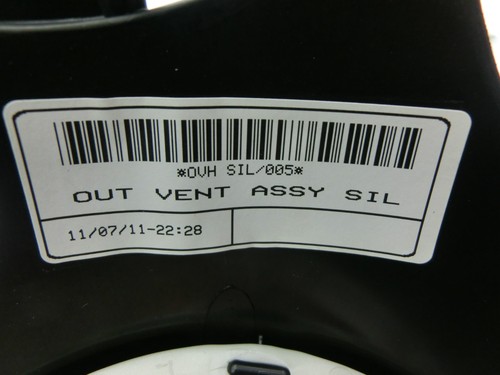 *OVH SIL/005*
OUT VENT ASSY SIL
11/07/11-22:28